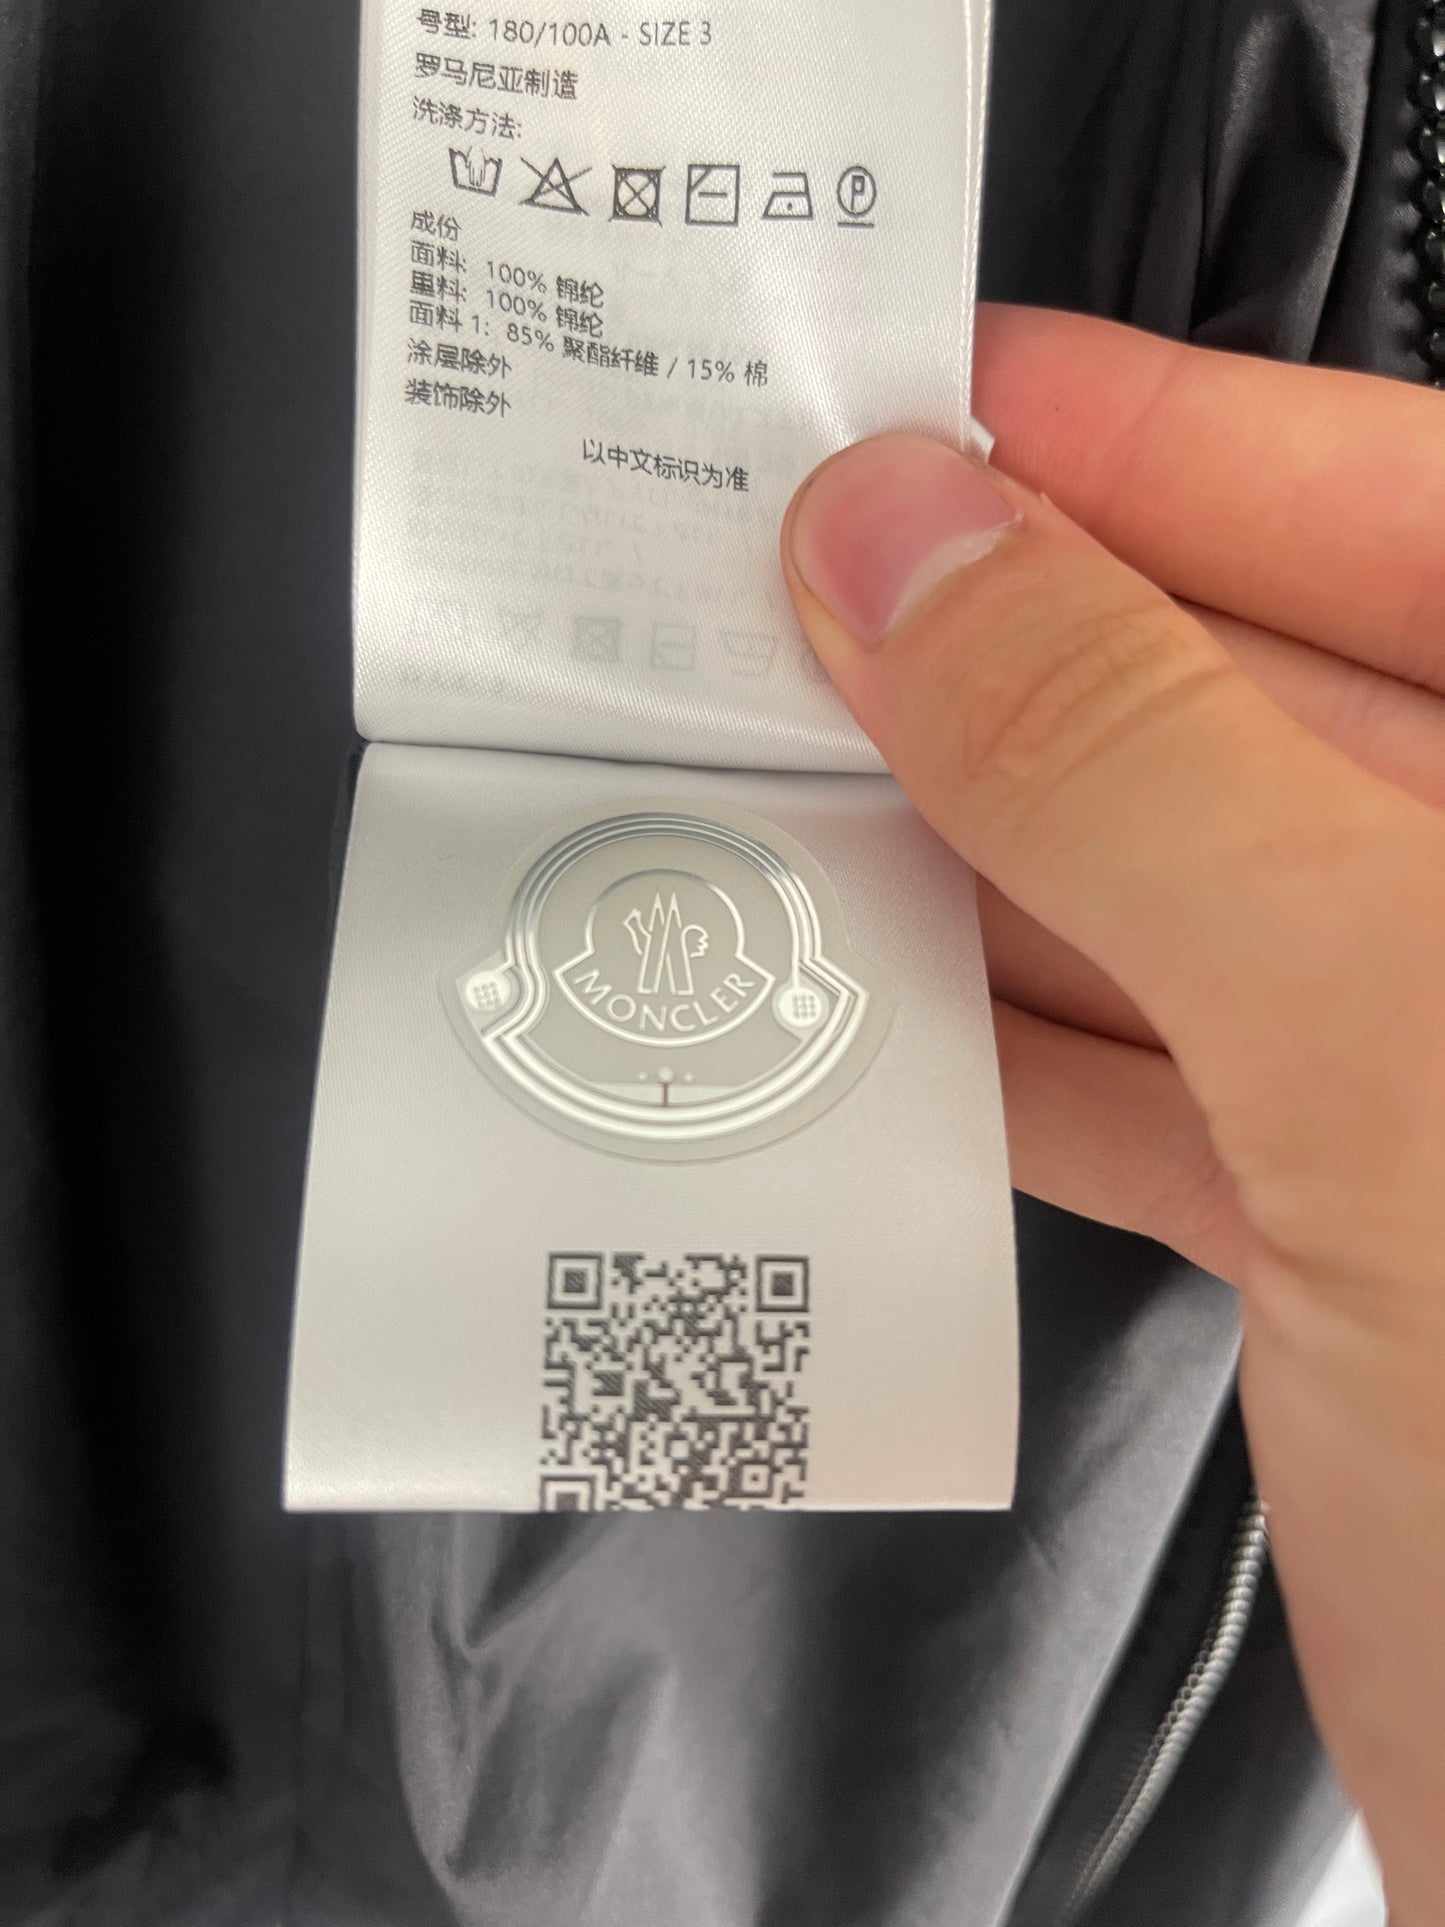 号型: 180/100A - SIZE 3
罗马尼亚制造
洗涤方法:
P
成份
面料: 100% 锦纶
里料: 100% 锦纶
面料 1: 85% 聚酯纤维 / 15% 棉
涂层除外
装饰除外
以中文标识为准
MONCLER